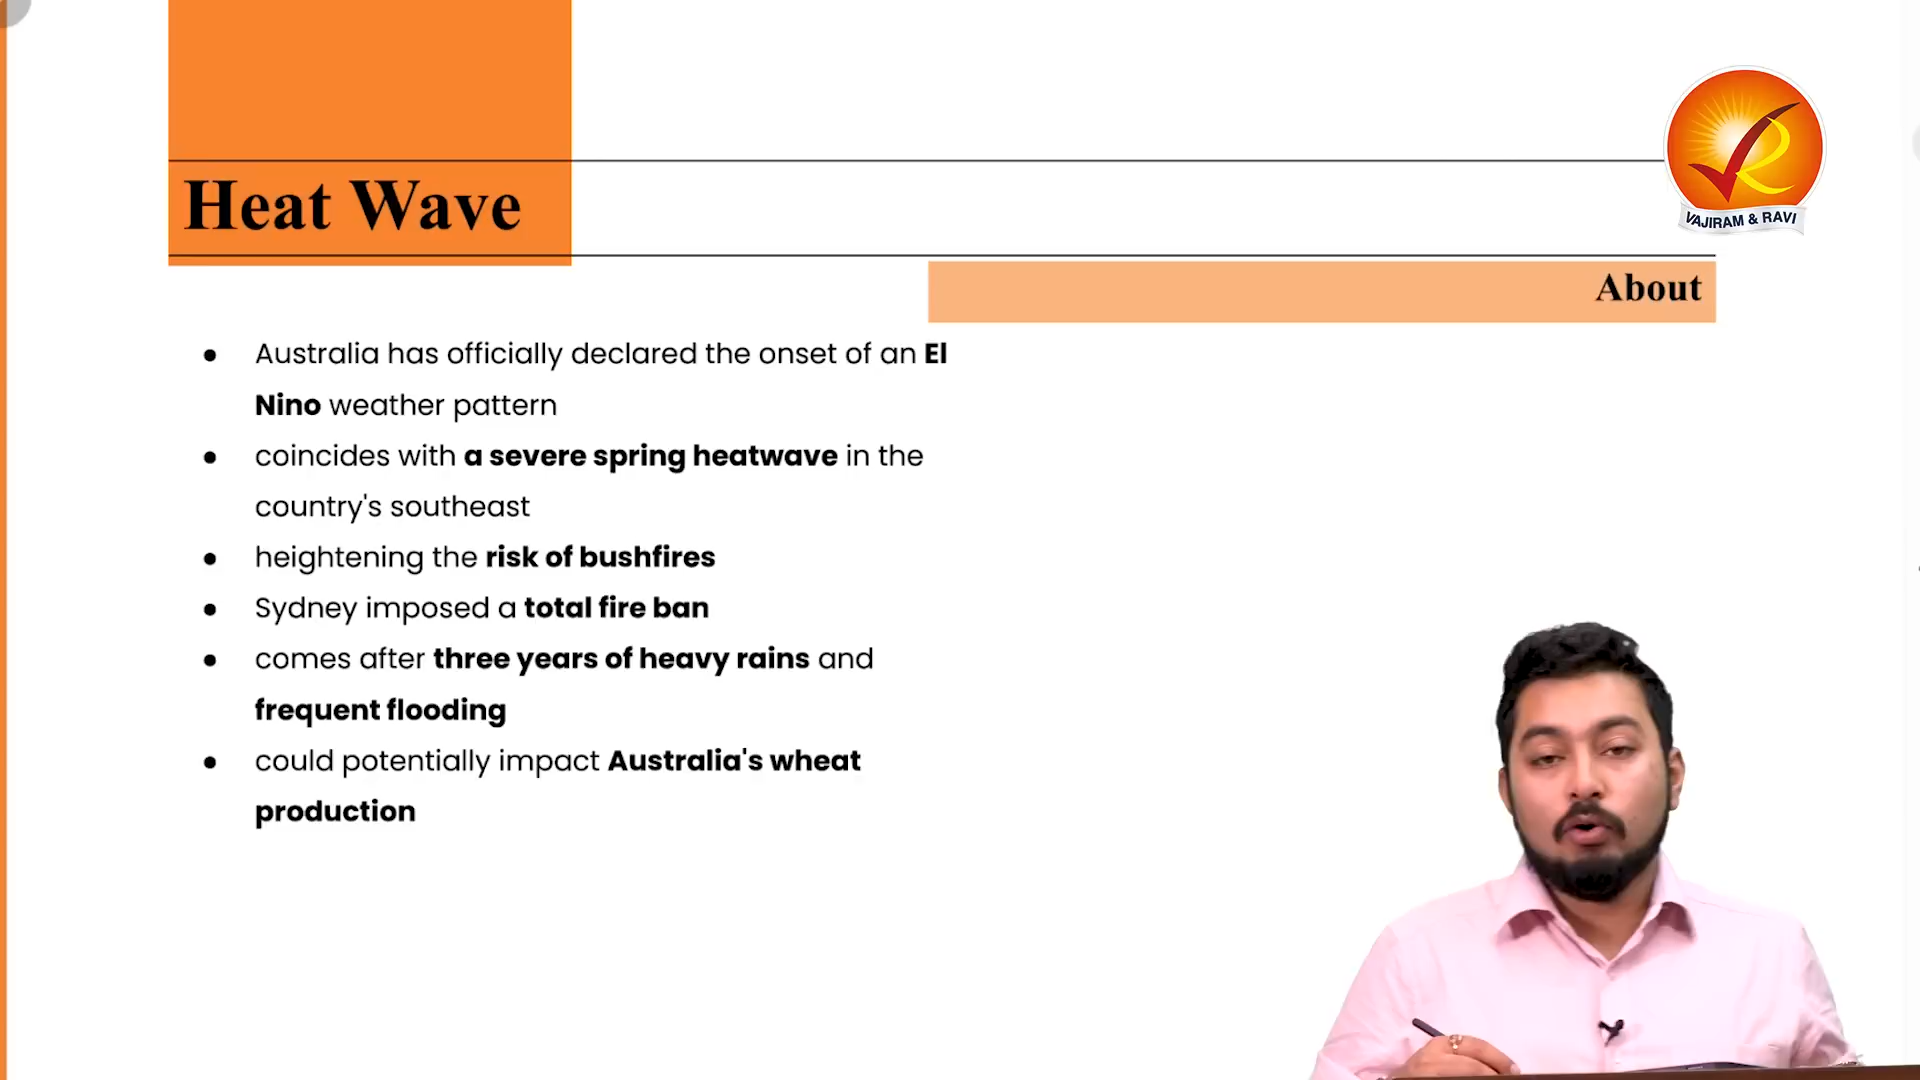 VAJIRAM & RAVI
Heat Wave
About
● Australia has officially declared the onset of an El
Nino weather pattern
● coincides with a severe spring heatwave in the
country's southeast
● heightening the risk of bushfires
● Sydney imposed a total fire ban
● comes after three years of heavy rains and
frequent flooding
● could potentially impact Australia's wheat
production